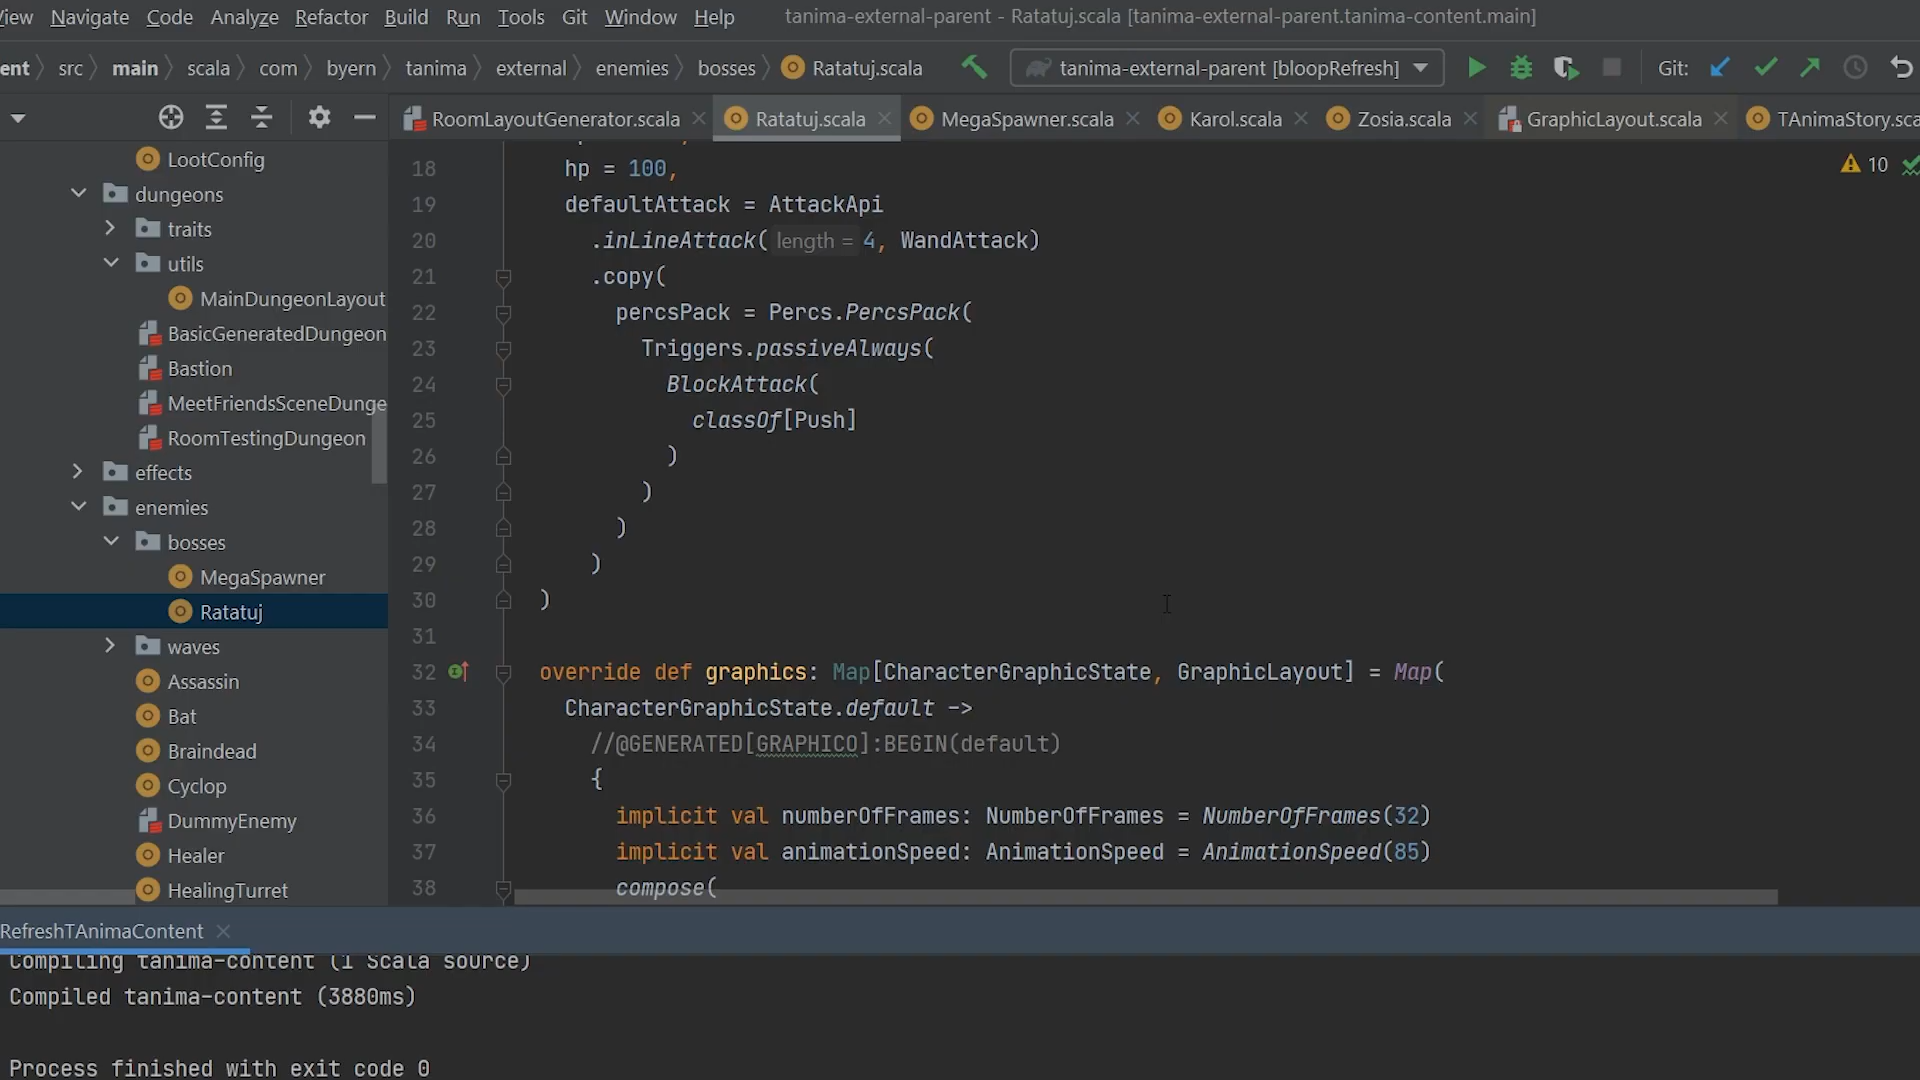 View Navigate Code Analyze Refactor Build Run Tools Git Window Help tanima-external-parent - Ratatuj.scala [tanima-external-parent.tanima-content.main]
ent src main scala com byern tanima external enemies bosses Ratatuj.scala tanima-external-parent [bloopRefresh] Git:
RoomLayoutGenerator.scala Ratatuj.scala MegaSpawner.scala Karol.scala Zosia.scala GraphicLayout.scala TAnimaStory.sca
LootConfig
dungeons
traits
utils
MainDungeonLayout
BasicGeneratedDungeon
Bastion
MeetFriendsSceneDunge
RoomTestingDungeon
effects
enemies
bosses
MegaSpawner
Ratatuj
waves
Assassin
Bat
Braindead
Cyclop
DummyEnemy
Healer
HealingTurret
10
18 hp = 100,
19 defaultAttack = AttackApi
20 .inLineAttack( length = 4, WandAttack)
21 .copy(
22 percsPack = Percs.PercsPack(
23 Triggers.passiveAlways(
24 BlockAttack(
25 classOf[Push]
26 )
27 )
28 )
29 )
30 )
31
32 override def graphics: Map[CharacterGraphicState, GraphicLayout] = Map(
33 CharacterGraphicState.default ->
34 //@GENERATED[GRAPHICO]:BEGIN(default)
35 {
36 implicit val numberOfFrames: NumberOfFrames = NumberOfFrames(32)
37 implicit val animationSpeed: AnimationSpeed = AnimationSpeed(85)
38 compose(
RefreshTAnimaContent
Compiling tanima-content (1 Scala source)
Compiled tanima-content (3880ms)
Process finished with exit code 0